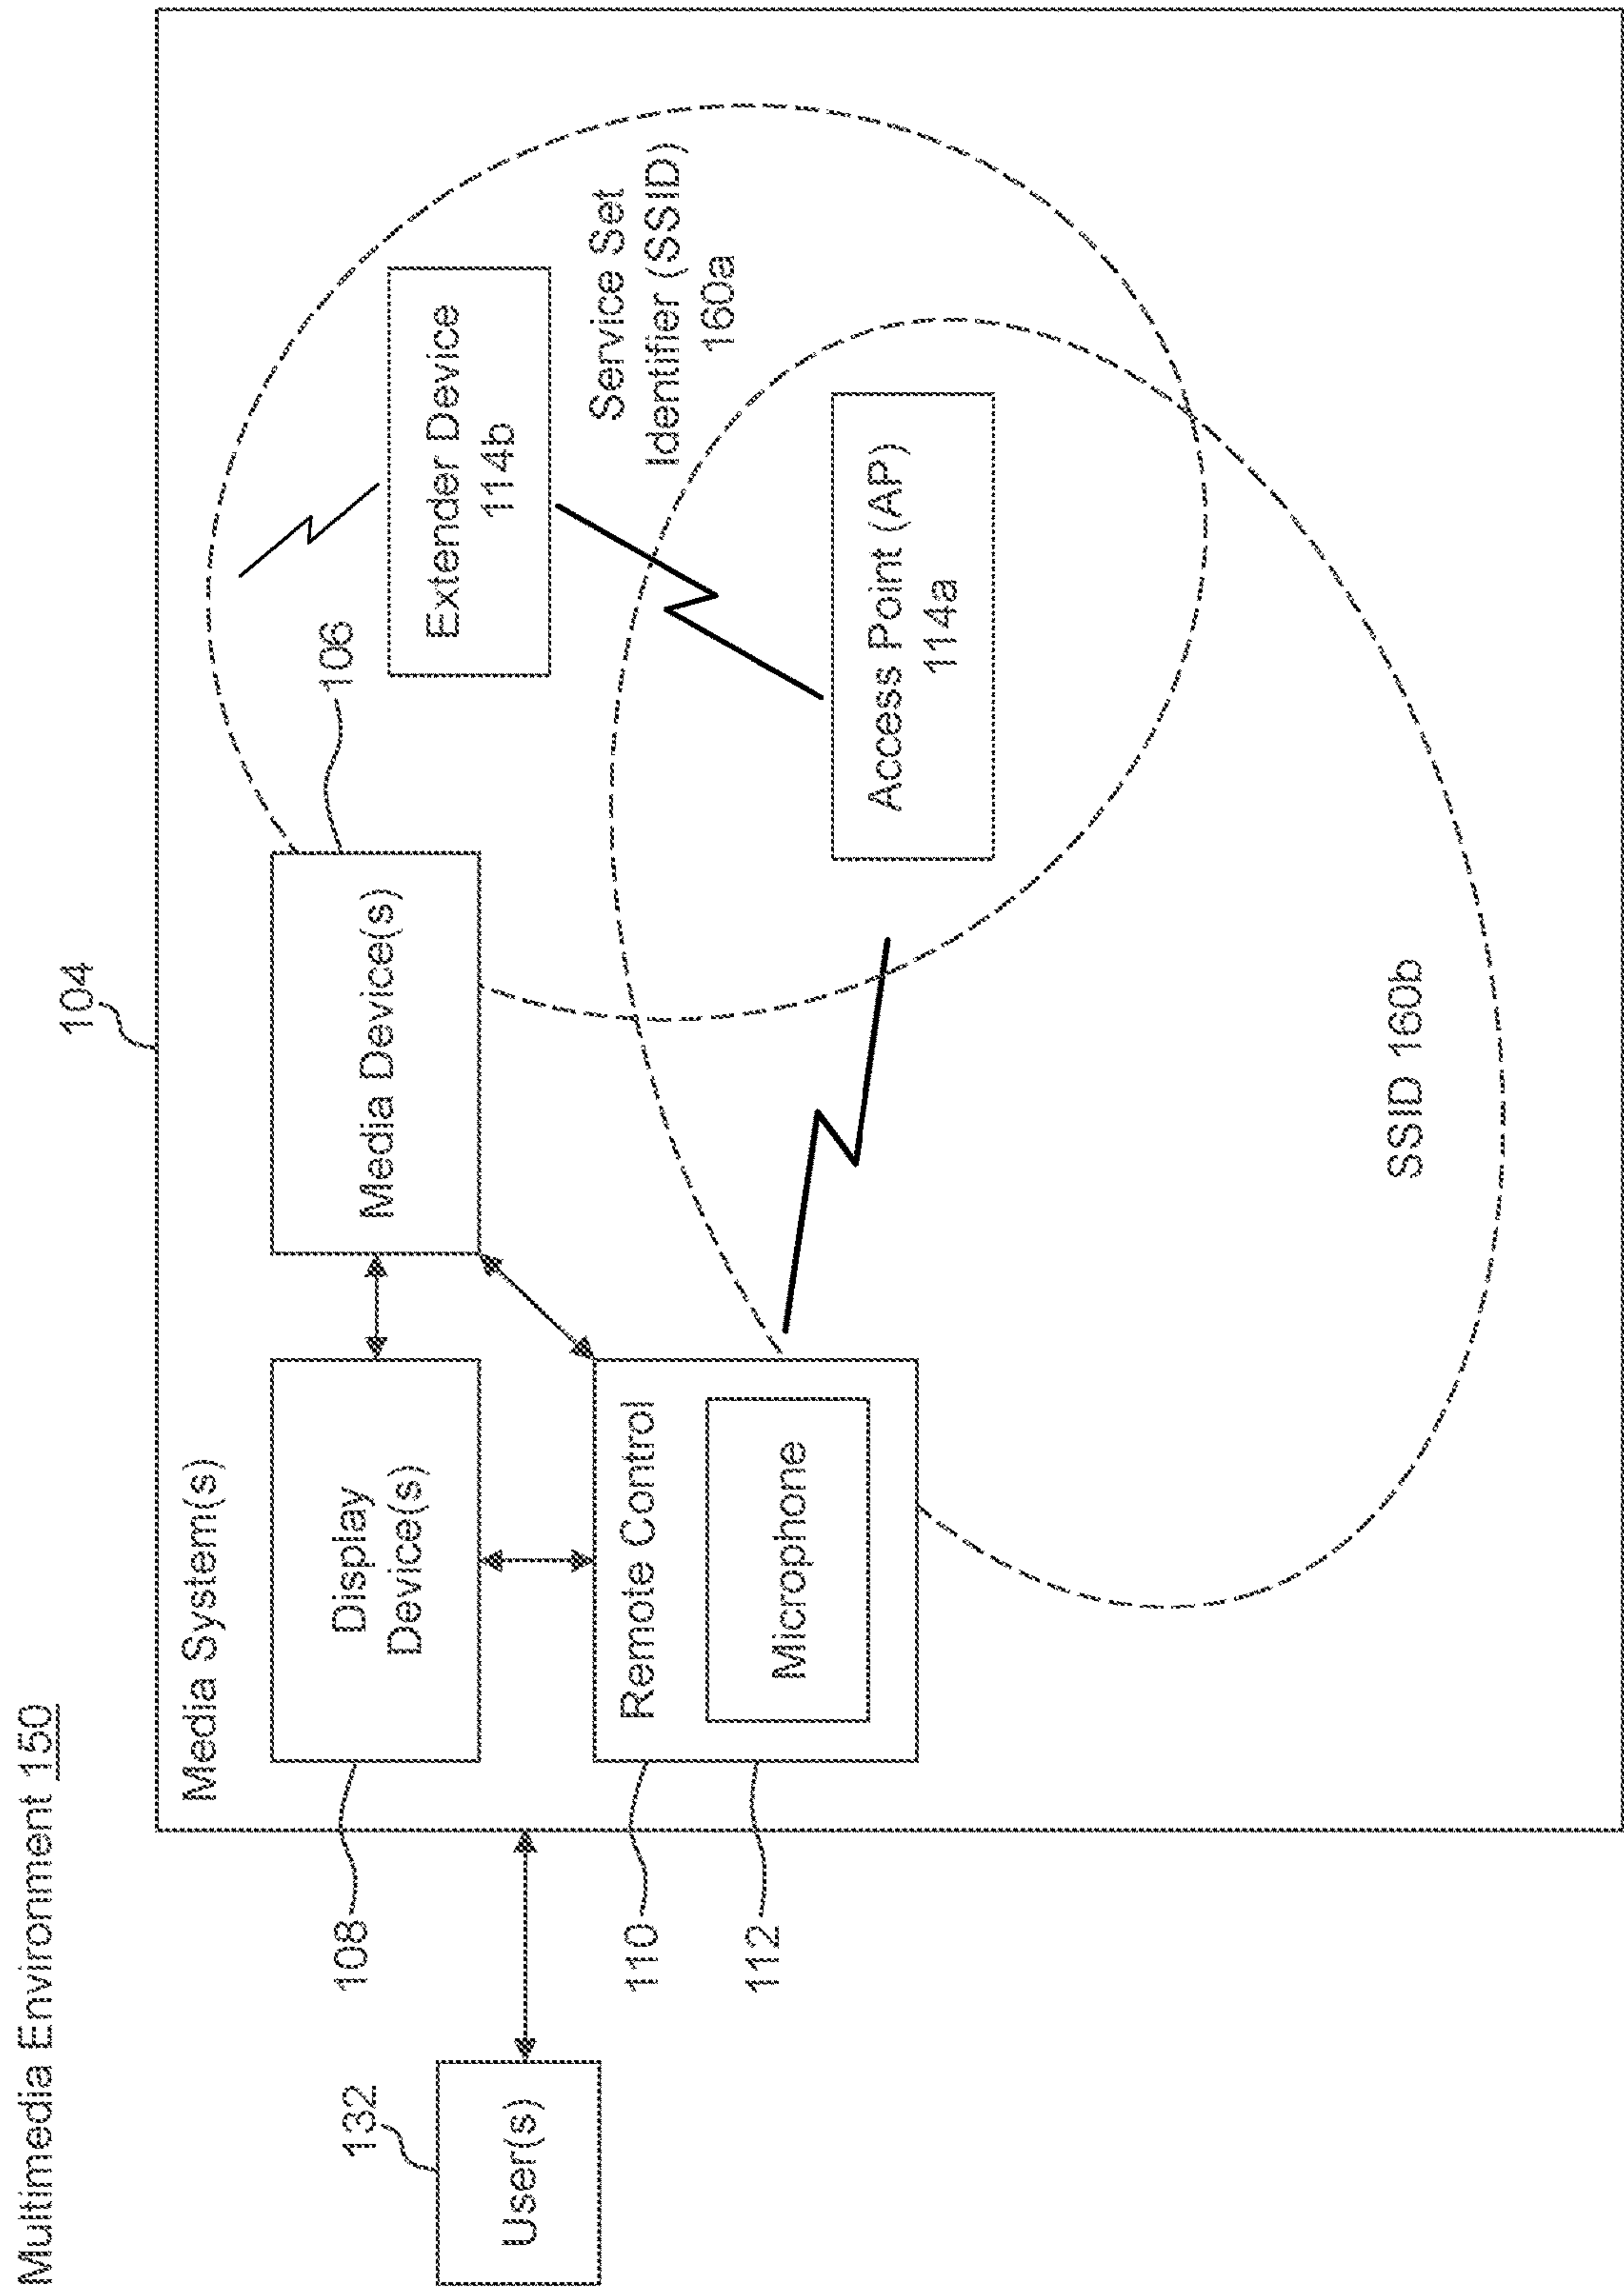 Multimedia Environment 150
104
Media System(s)
132
User(s)
108
Display
Device(s)
106
Media Device(s)
110
Remote Control
112
Microphone
Extender Device
114b
Service Set
Identifier (SSID)
160a
Access Point (AP)
114a
SSID 160b